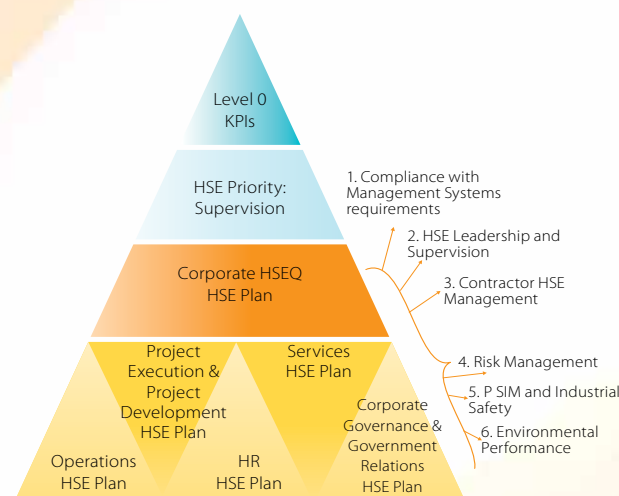 Level 0
KPIs
HSE Priority:
Supervision
Corporate HSEQ
HSE Plan
1. Compliance with
Management Systems
requirements
2. HSE Leadership and
Supervision
3. Contractor HSE
Management
4. Risk Management
5. P SIM and Industrial
Safety
6. Environmental
Performance
Project
Execution &
Project
Development
HSE Plan
Services
HSE Plan
Operations
HSE Plan
HR
HSE Plan
Corporate
Governance &
Government
Relations
HSE Plan